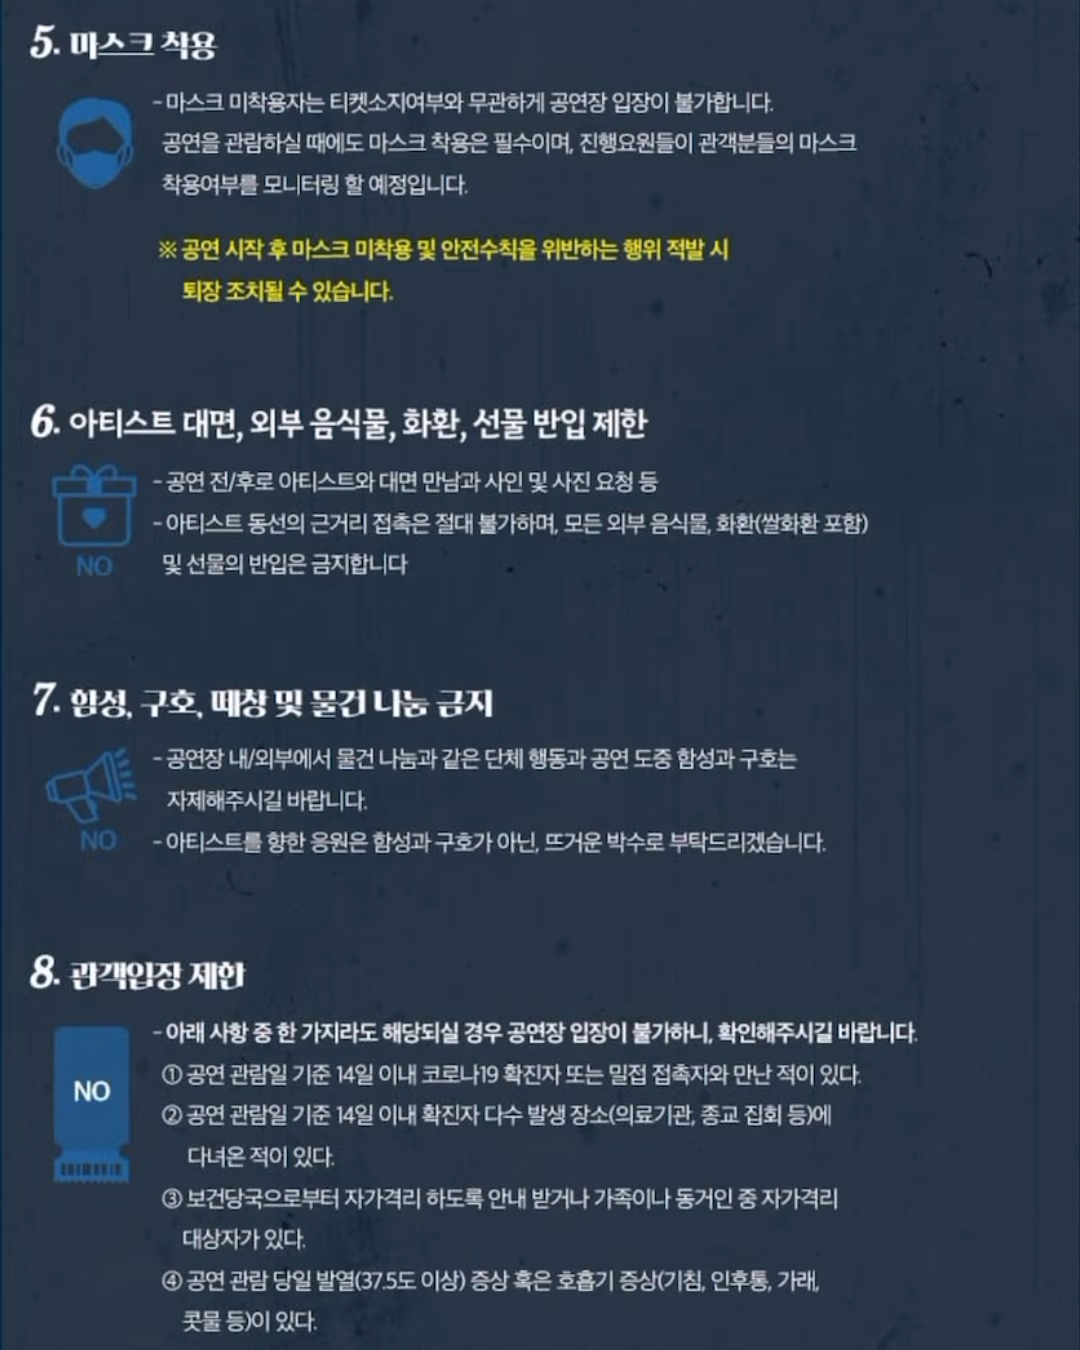 5. 마스크 착용
- 마스크 미착용자는 티켓소지여부와 무관하게 공연장 입장이 불가합니다.
공연을 관람하실 때에도 마스크 착용은 필수이며, 진행요원들이 관객분들의 마스크
착용여부를 모니터링 할 예정입니다.
※ 공연 시작 후 마스크 미착용 및 안전수칙을 위반하는 행위 적발 시
퇴장 조치될 수 있습니다.
6. 아티스트 대면, 외부 음식물, 화환, 선물 반입 제한
- 공연 전/후로 아티스트와 대면 만남과 사인 및 사진 요청 등
- 아티스트 동선의 근거리 접촉은 절대 불가하며, 모든 외부 음식물, 화환(쌀화환 포함)
및 선물의 반입은 금지합니다
NO
7. 함성, 구호, 떼창 및 물건 나눔 금지
- 공연장 내/외부에서 물건 나눔과 같은 단체 행동과 공연 도중 함성과 구호는
자제해주시길 바랍니다.
- 아티스트를 향한 응원은 함성과 구호가 아닌, 뜨거운 박수로 부탁드리겠습니다.
NO
8. 관객입장 제한
- 아래 사항 중 한 가지라도 해당되실 경우 공연장 입장이 불가하니, 확인해주시길 바랍니다.
① 공연 관람일 기준 14일 이내 코로나19 확진자 또는 밀접 접촉자와 만난 적이 있다.
NO
② 공연 관람일 기준 14일 이내 확진자 다수 발생 장소(의료기관, 종교 집회 등)에
다녀온 적이 있다.
③ 보건당국으로부터 자가격리 하도록 안내 받거나 가족이나 동거인 중 자가격리
대상자가 있다.
④ 공연 관람 당일 발열(37.5도 이상) 증상 혹은 호흡기 증상(기침, 인후통, 가래,
콧물 등)이 있다.